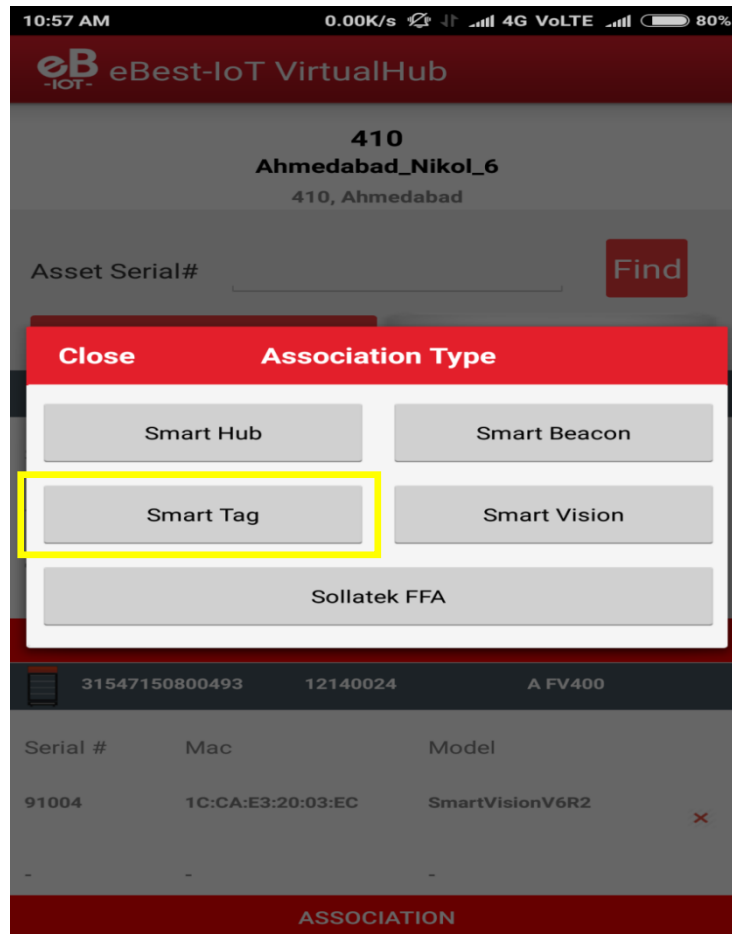 10:57 AM 0.00K/s 4G VoLTE 80%
eB -IOT- eBest-IoT VirtualHub
410
Ahmedabad_Nikol_6
410, Ahmedabad
Asset Serial# Find
Close Association Type
Smart Hub Smart Beacon
Smart Tag Smart Vision
Sollatek FFA
31547150800493 12140024 A FV400
Serial # Mac Model
91004 1C:CA:E3:20:03:EC SmartVisionV6R2 ×
- - -
ASSOCIATION